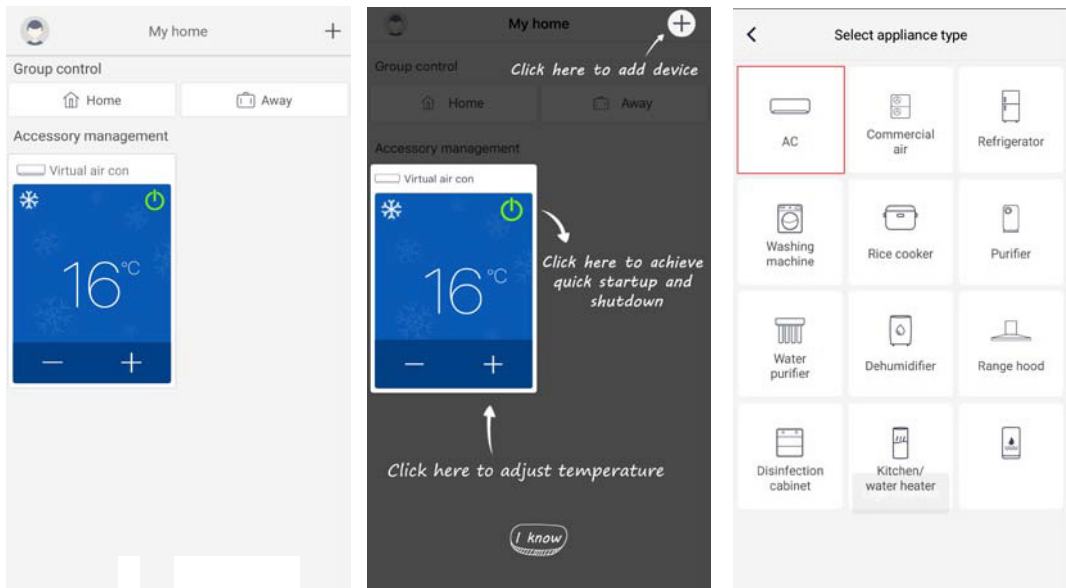 My home
Group control
Home
Away
Accessory management
Virtual air con
16°C
My home
Click here to add device
Group control
Home
Away
Accessory management
Virtual air con
16°C
Click here to achieve
quick startup and
shutdown
Click here to adjust temperature
I know
Select appliance type
AC
Commercial
air
Refrigerator
Washing
machine
Rice cooker
Purifier
Water
purifier
Dehumidifier
Range hood
Disinfection
cabinet
Kitchen/
water heater